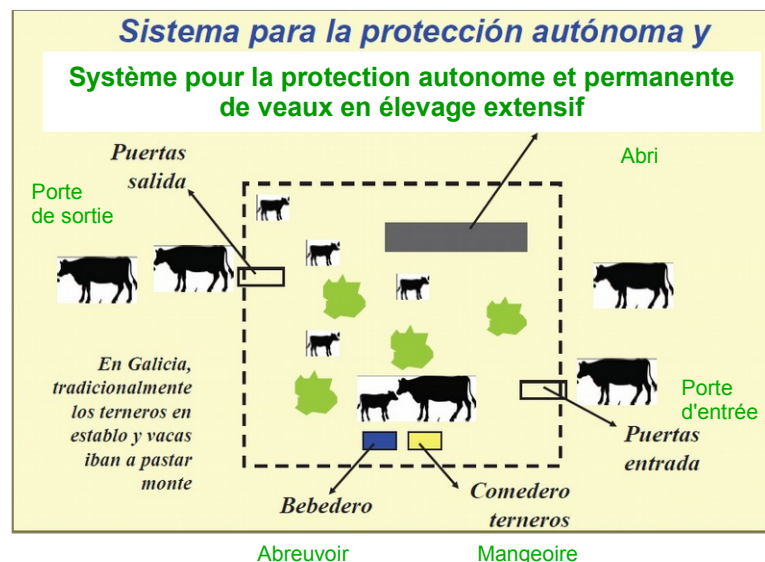 Sistema para la protección autónoma y
Système pour la protection autonome et permanente
de veaux en élevage extensif
Puertas
salida
Abri
Porte
de sortie
En Galicia,
tradicionalmente
los terneros en
establo y vacas
iban a pastar
monte
Porte
d'entrée
Puertas
entrada
Bebedero
Comedero
terneros
Abreuvoir
Mangeoire